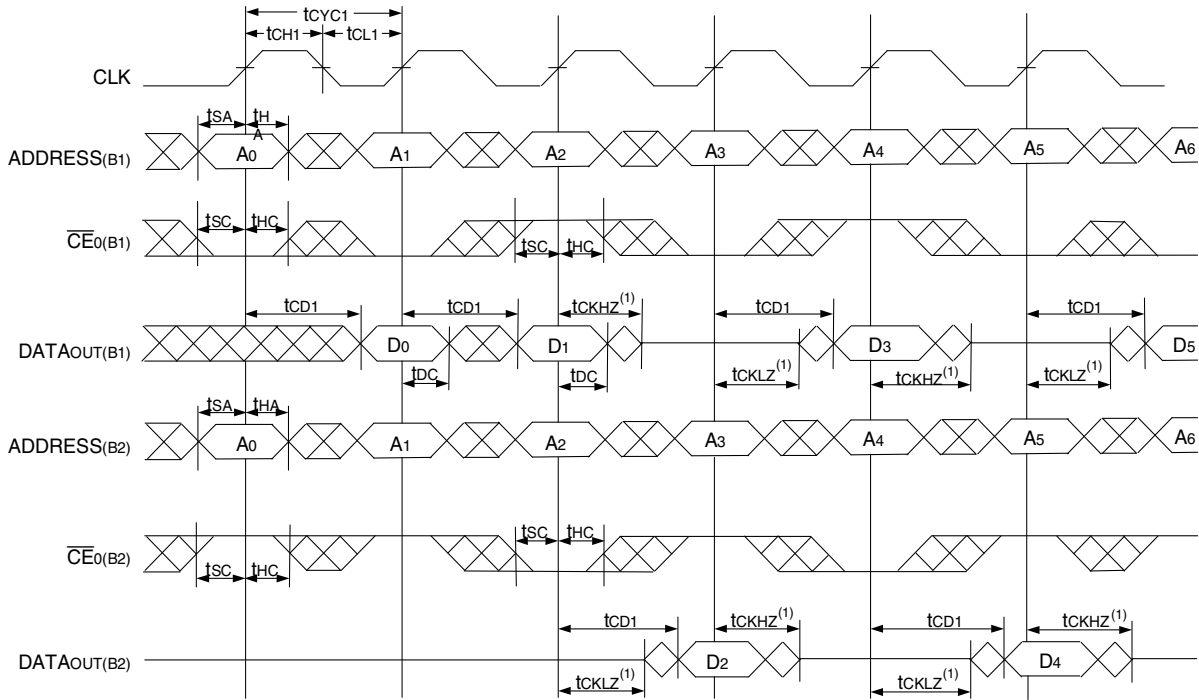 tCYC1
tCH1 tCL1
CLK
tSA tH
A
ADDRESS(B1) A0 A1 A2 A3 A4 A5 A6
tSC tHC
CE0(B1)
tSC tHC
tCD1 tCD1 tCKHZ(1) tCD1 tCD1
DATAOUT(B1) D0 D1 D3 D5
tDC tDC tCKLZ(1) tCKHZ(1) tCKLZ(1)
tSA tHA
ADDRESS(B2) A0 A1 A2 A3 A4 A5 A6
tSC tHC
CE0(B2)
tSC tHC
tCD1 tCKHZ(1) tCD1 tCKHZ(1)
DATAOUT(B2) D2 D4
tCKLZ(1) tCKLZ(1)